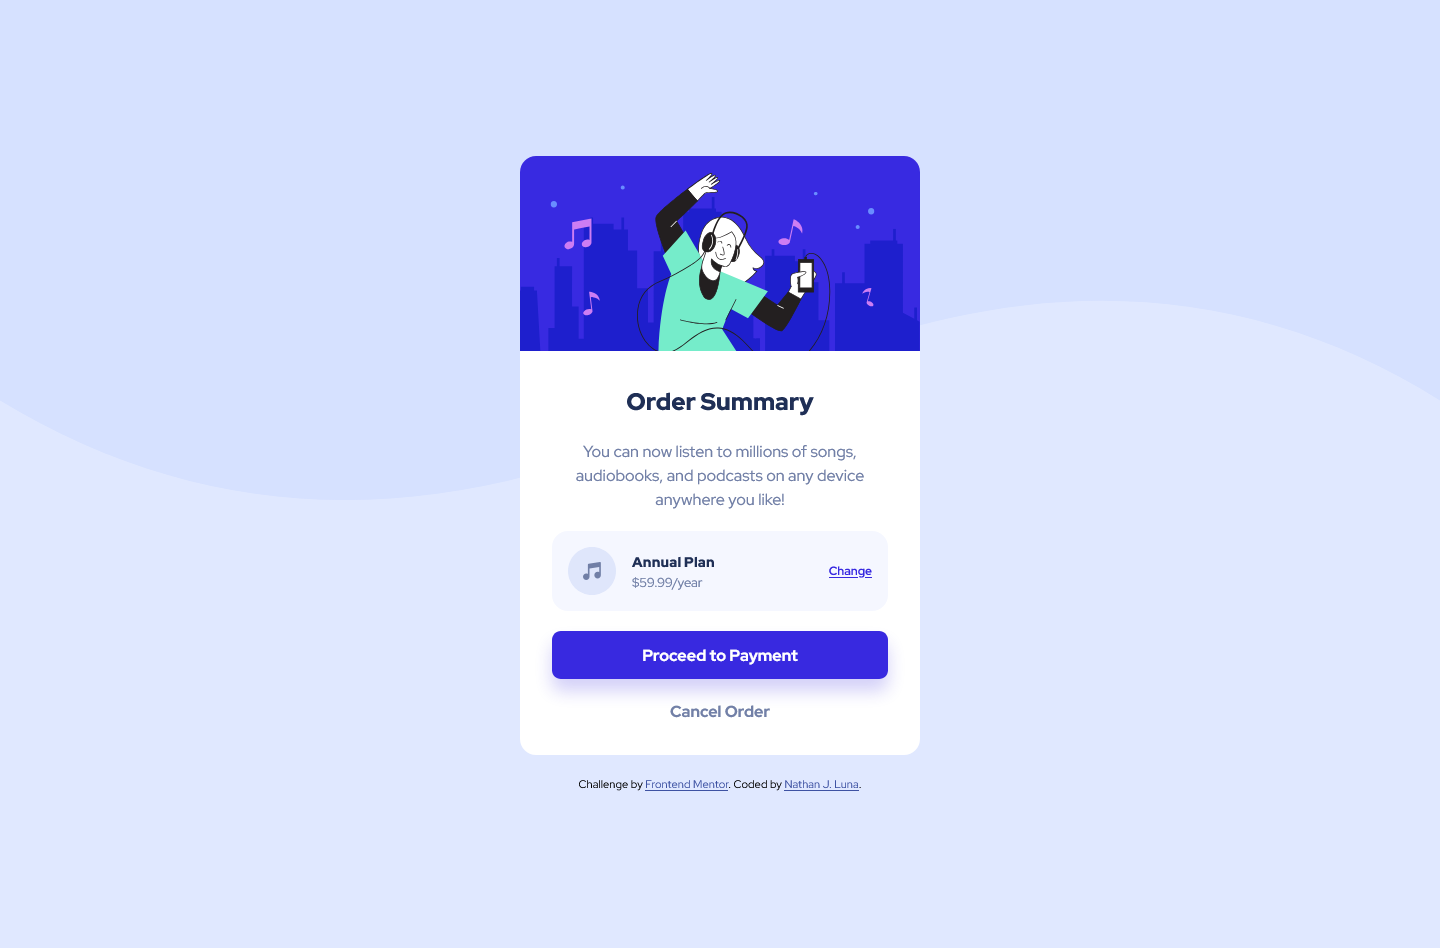 Order Summary
You can now listen to millions of songs,
audiobooks, and podcasts on any device
anywhere you like!
Annual Plan
$59.99/year
Change
Proceed to Payment
Cancel Order
Challenge by Frontend Mentor. Coded by Nathan J. Luna.